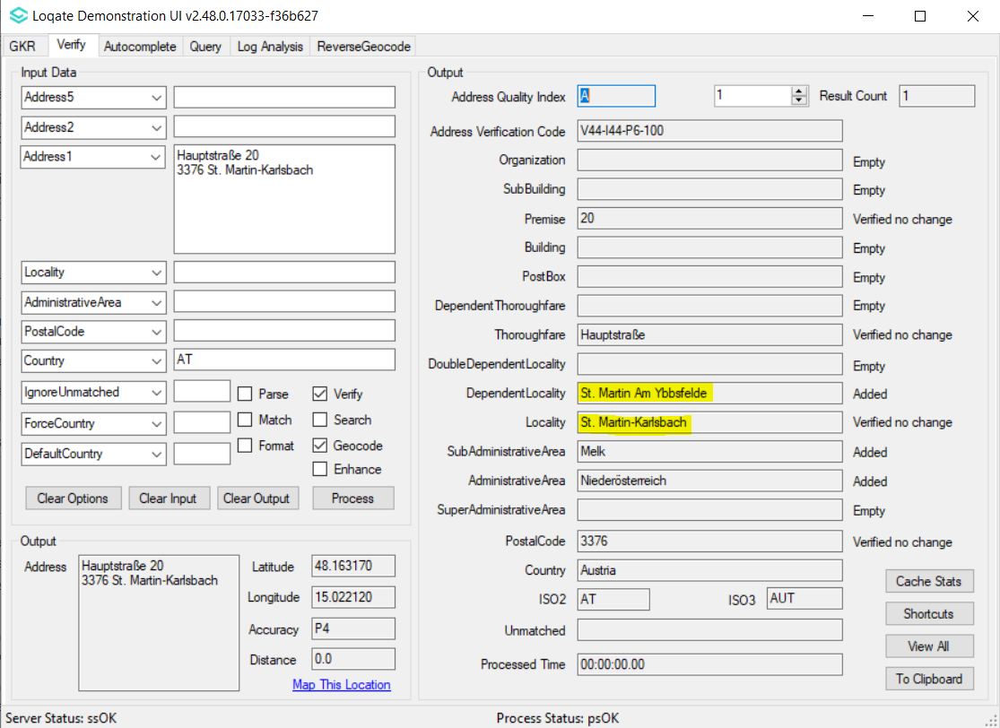 Loqate Demonstration UI v2.48.0.17033-f36b627
GKR Verify Autocomplete Query Log Analysis ReverseGeocode
Input Data
Address5
Address2
Address1
Hauptstraße 20
3376 St. Martin-Karlsbach
Locality
AdministrativeArea
PostalCode
Country AT
IgnoreUnmatched Parse Verify
ForceCountry Match Search
DefaultCountry Format Geocode
Enhance
Clear Options Clear Input Clear Output Process
Output
Address
Hauptstraße 20
3376 St. Martin-Karlsbach
Latitude 48.163170
Longitude 15.022120
Accuracy P4
Distance 0.0
Map This Location
Output
Address Quality Index A 1 Result Count 1
Address Verification Code V44-I44-P6-100
Organization Empty
SubBuilding Empty
Premise 20 Verified no change
Building Empty
PostBox Empty
DependentThoroughfare Empty
Thoroughfare Hauptstraße Verified no change
DoubleDependentLocality Empty
DependentLocality St. Martin Am Ybbsfelde Added
Locality St. Martin-Karlsbach Verified no change
SubAdministrativeArea Melk Added
AdministrativeArea Niederösterreich Added
SuperAdministrativeArea Empty
PostalCode 3376 Verified no change
Country Austria
ISO2 AT ISO3 AUT
Unmatched
Processed Time 00:00:00.00
Cache Stats
Shortcuts
View All
To Clipboard
Server Status: ssOK Process Status: psOK